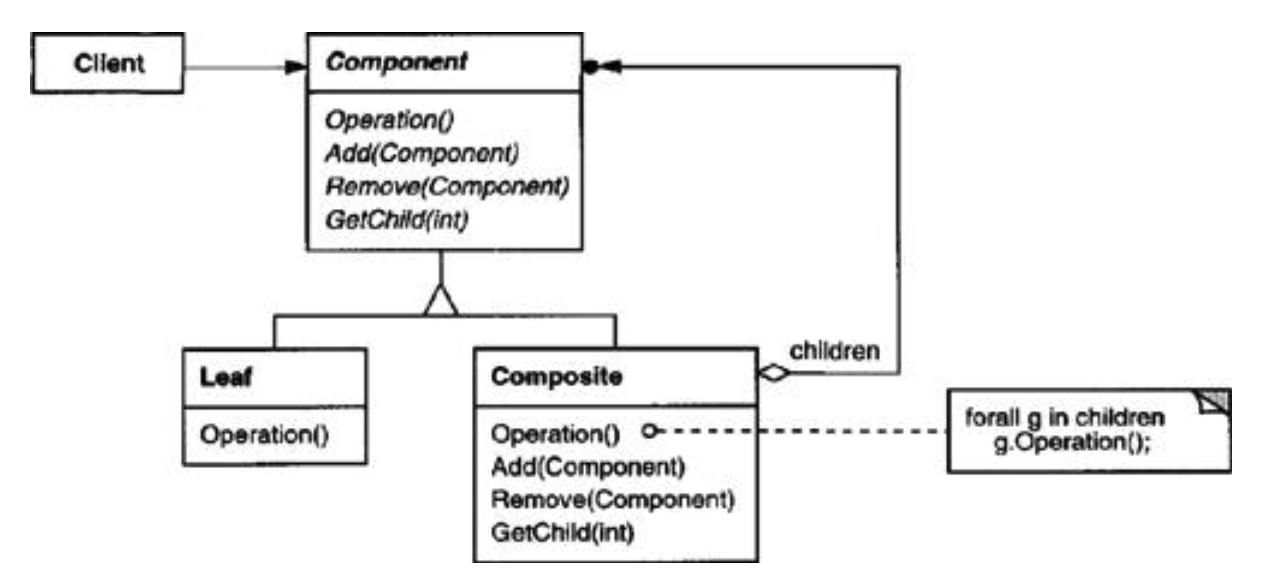 Client
Component
Operation()
Add(Component)
Remove(Component)
GetChild(int)
Leaf
Operation()
Composite
Operation()
Add(Component)
Remove(Component)
GetChild(int)
children
forall g in children
g.Operation();